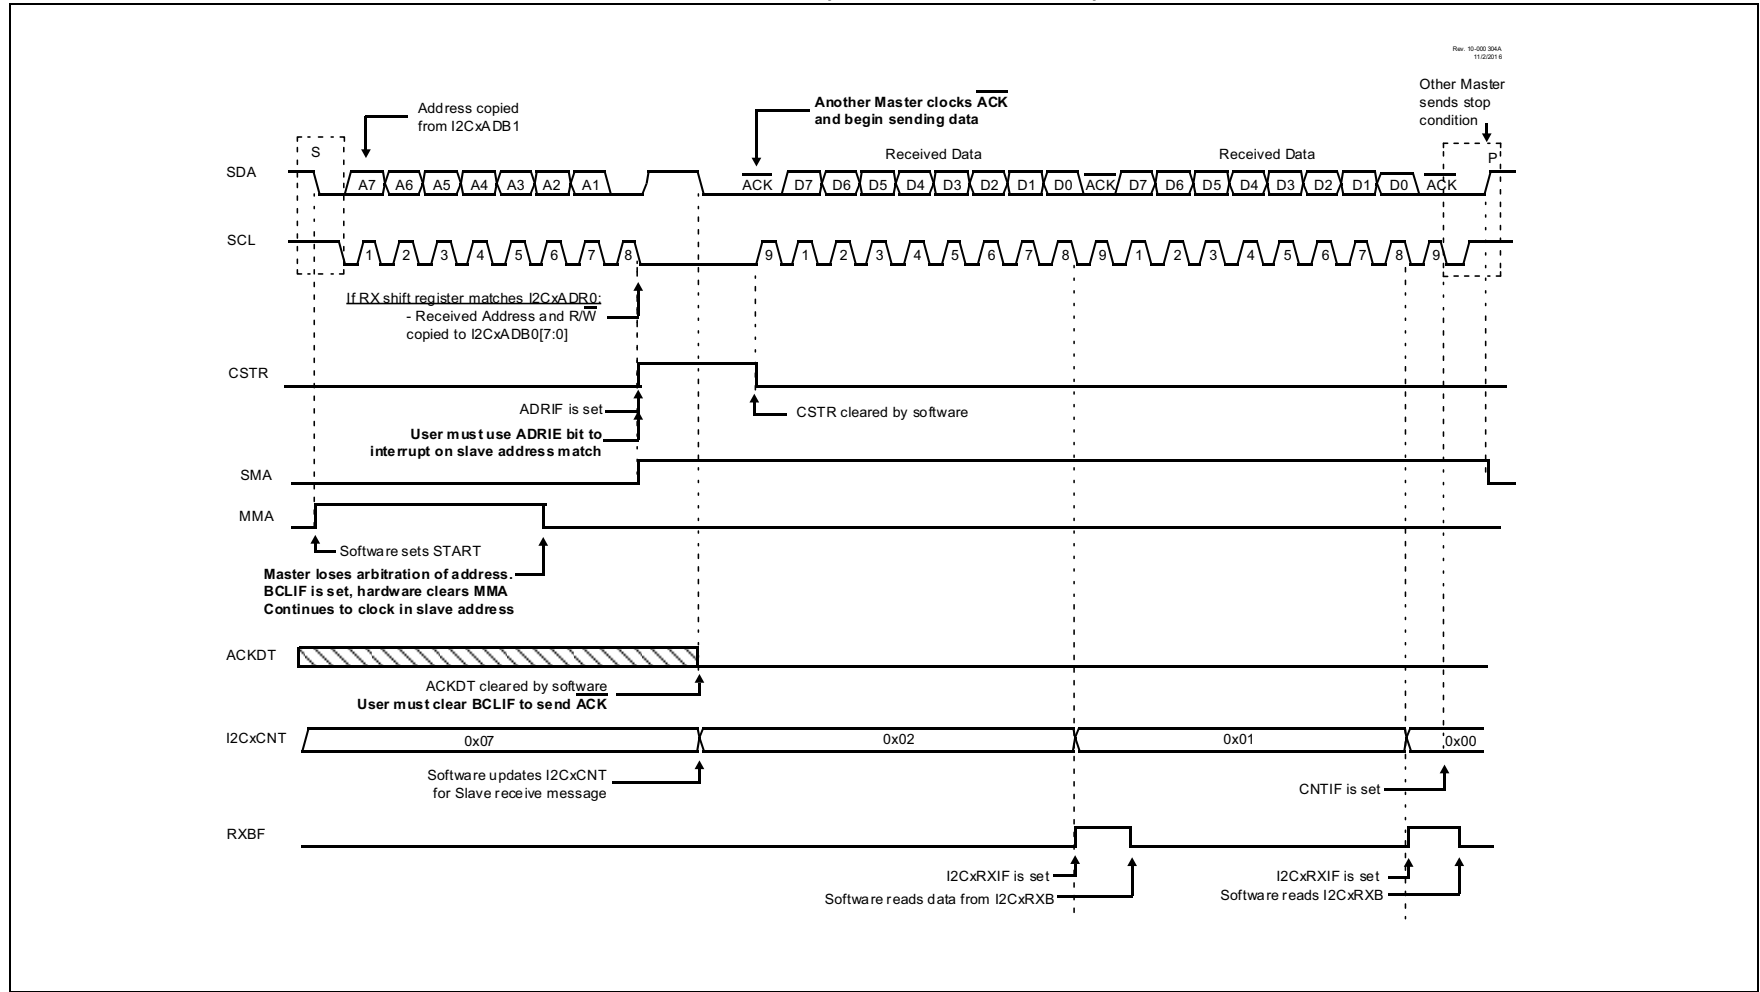 Rev. 10-000 304A
11/2/2016
Other Master
sends stop
condition
Address copied
from I2CxADB1
Another Master clocks ACK
and begin sending data
S
Received Data
Received Data
P
SDA
A7 A6 A5 A4 A3 A2 A1 ACK D7 D6 D5 D4 D3 D2 D1 D0 ACK D7 D6 D5 D4 D3 D2 D1 D0 ACK
SCL
1 2 3 4 5 6 7 8 9 1 2 3 4 5 6 7 8 9 1 2 3 4 5 6 7 8 9
If RX shift register matches I2CxADR0:
- Received Address and R/W
copied to I2CxADB0[7:0]
CSTR
ADRIF is set
CSTR cleared by software
User must use ADRIE bit to
interrupt on slave address match
SMA
MMA
Software sets START
Master loses arbitration of address.
BCLIF is set, hardware clears MMA
Continues to clock in slave address
ACKDT
ACKDT cleared by software
User must clear BCLIF to send ACK
I2CxCNT
0x07 0x02 0x01 0x00
Software updates I2CxCNT
for Slave receive message
CNTIF is set
RXBF
I2CxRXIF is set
Software reads data from I2CxRXB
I2CxRXIF is set
Software reads I2CxRXB